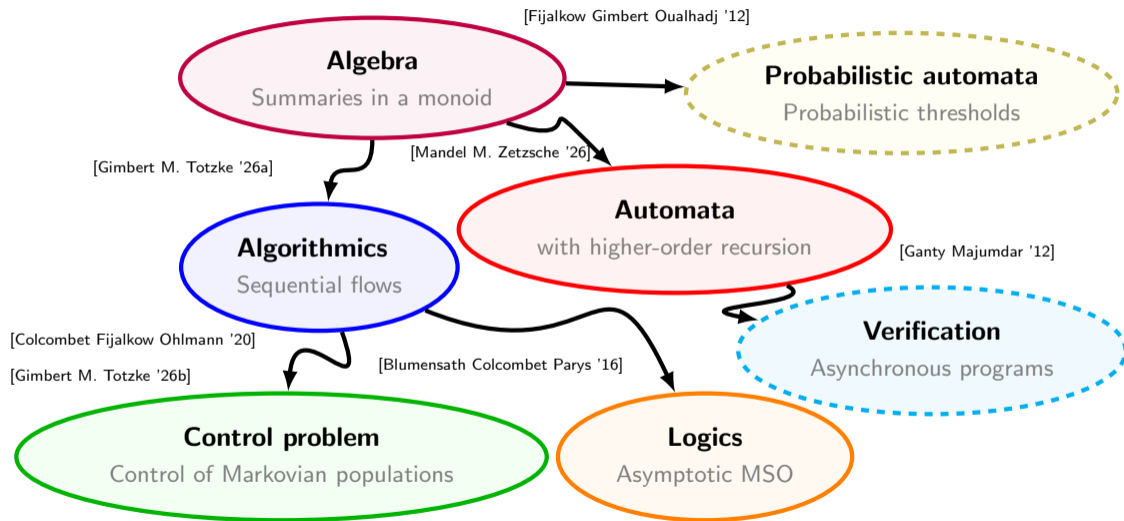 [Fijalkow Gimbert Oualhadj '12]
Algebra
Summaries in a monoid
Probabilistic automata
Probabilistic thresholds
[Gimbert M. Totzke '26a]
[Mandel M. Zetzsche '26]
Automata
with higher-order recursion
Algorithmics
Sequential flows
[Ganty Majumdar '12]
Verification
Asynchronous programs
[Colcombet Fijalkow Ohlmann '20]
[Gimbert M. Totzke '26b]
[Blumensath Colcombet Parys '16]
Control problem
Control of Markovian populations
Logics
Asymptotic MSO